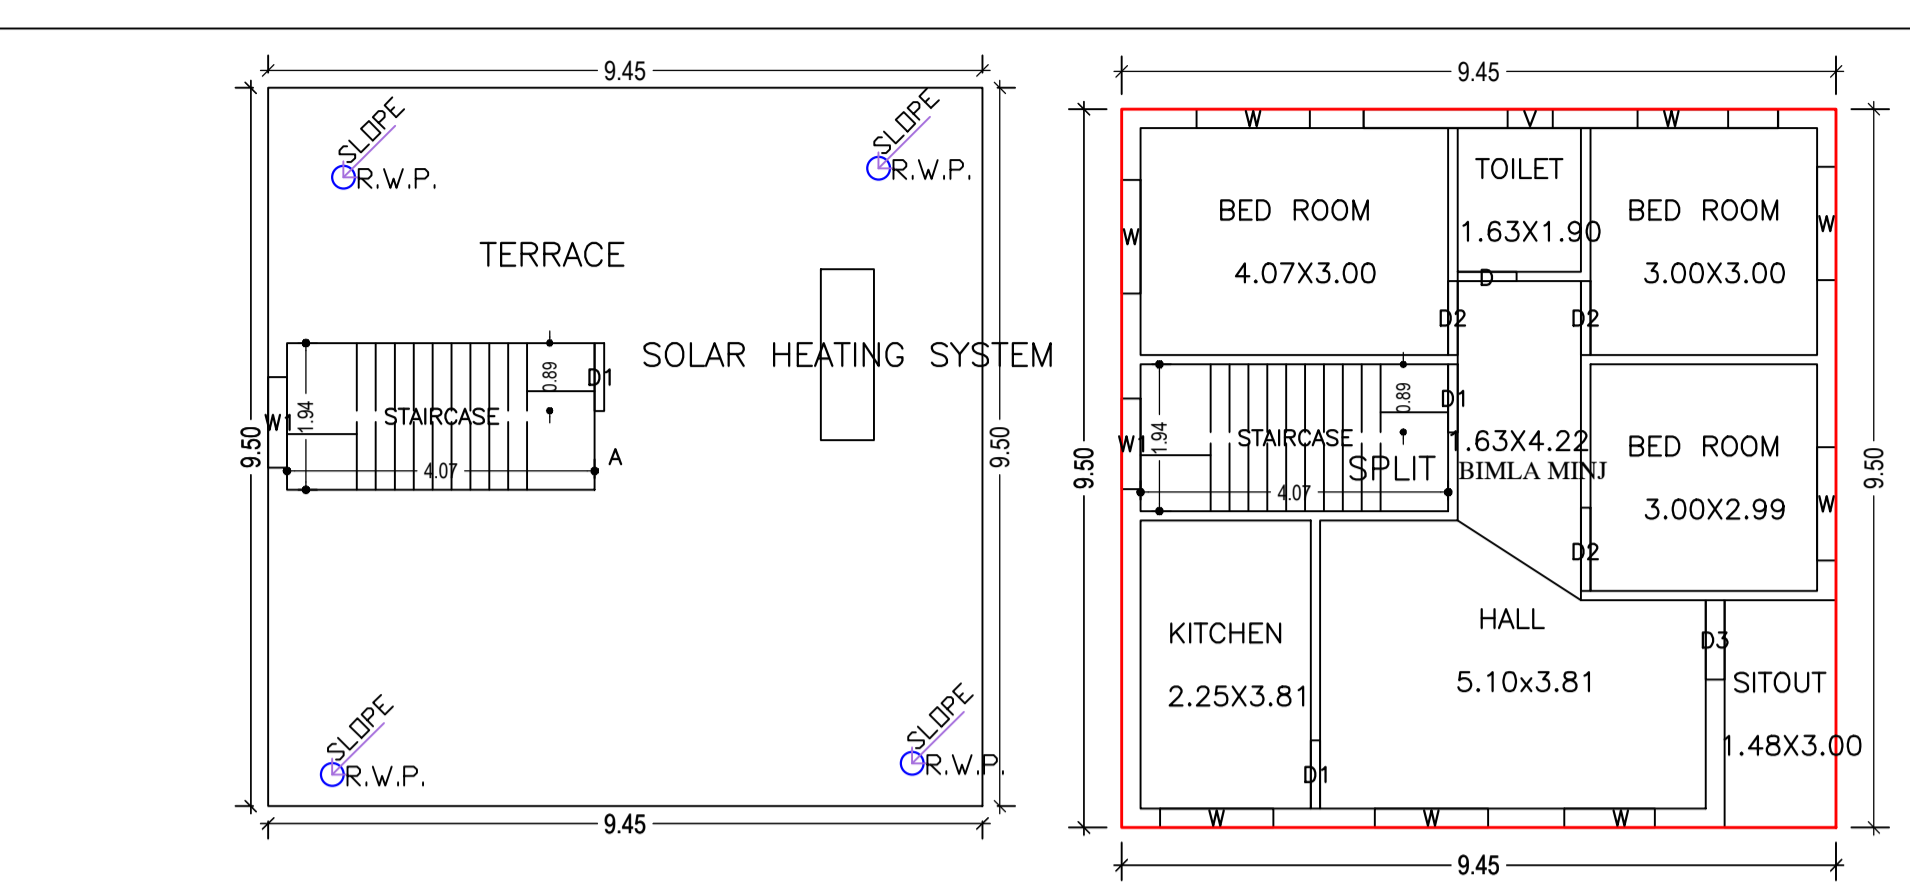 9.45
SLOPE
R.W.P.
SLOPE
R.W.P.
TERRACE
SOLAR HEATING SYSTEM
0.89
D1
W1
1.94
STAIRCASE
4.07
A
9.50
9.50
SLOPE
R.W.P.
SLOPE
R.W.P.
9.45
9.45
W
V
W
TOILET
1.63X1.90
BED ROOM
4.07X3.00
BED ROOM
3.00X3.00
W
W
D
D2
D2
0.89
D1
W1
1.94
STAIRCASE
4.07
SPLIT
1.63X4.22
BIMLA MINJ
BED ROOM
3.00X2.99
W
D2
9.50
9.50
KITCHEN
2.25X3.81
HALL
5.10x3.81
D3
SITOUT
1.48X3.00
D1
W
W
W
9.45